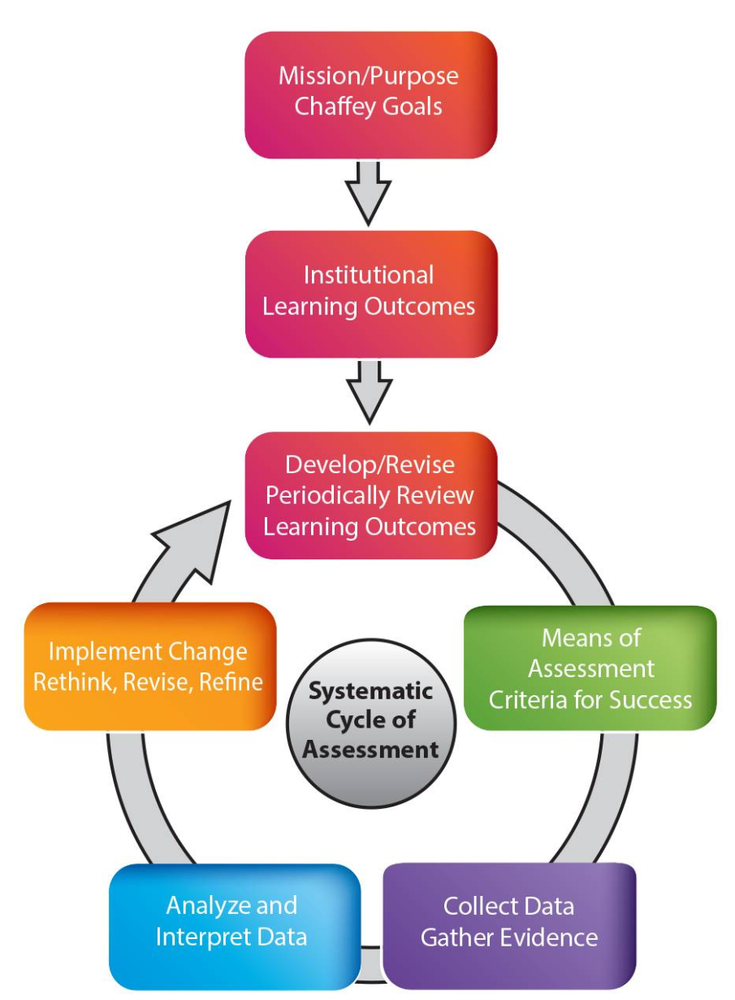 Mission/Purpose
Chaffey Goals
Institutional
Learning Outcomes
Develop/Revise
Periodically Review
Learning Outcomes
Means of
Assessment
Criteria for Success
Collect Data
Gather Evidence
Analyze and
Interpret Data
Implement Change
Rethink, Revise, Refine
Systematic
Cycle of
Assessment